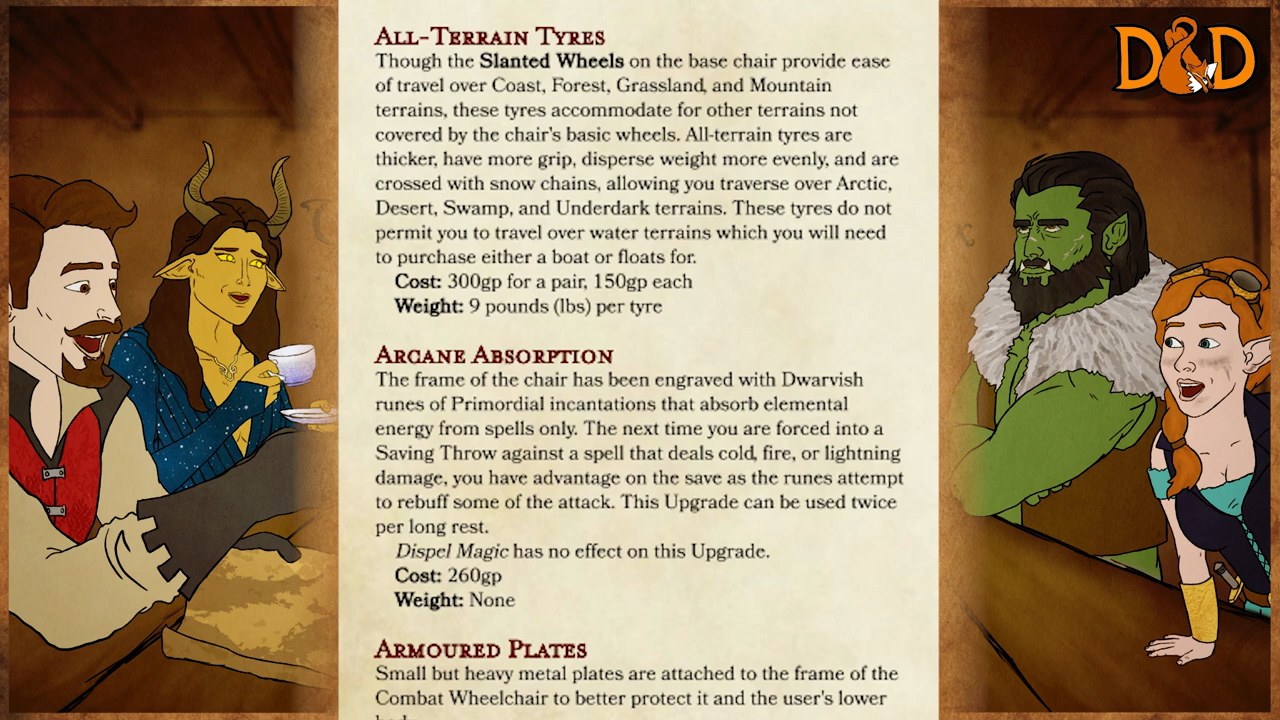 All-Terrain Tyres
Though the Slanted Wheels on the base chair provide ease
of travel over Coast, Forest, Grassland, and Mountain
terrains, these tyres accommodate for other terrains not
covered by the chair's basic wheels. All-terrain tyres are
thicker, have more grip, disperse weight more evenly, and are
crossed with snow chains, allowing you traverse over Arctic,
Desert, Swamp, and Underdark terrains. These tyres do not
permit you to travel over water terrains which you will need
to purchase either a boat or floats for.
Cost: 300gp for a pair, 150gp each
Weight: 9 pounds (lbs) per tyre
Arcane Absorption
The frame of the chair has been engraved with Dwarvish
runes of Primordial incantations that absorb elemental
energy from spells only. The next time you are forced into a
Saving Throw against a spell that deals cold, fire, or lightning
damage, you have advantage on the save as the runes attempt
to rebuff some of the attack. This Upgrade can be used twice
per long rest.
Dispel Magic has no effect on this Upgrade.
Cost: 260gp
Weight: None
Armoured Plates
Small but heavy metal plates are attached to the frame of the
Combat Wheelchair to better protect it and the user's lower
D&D